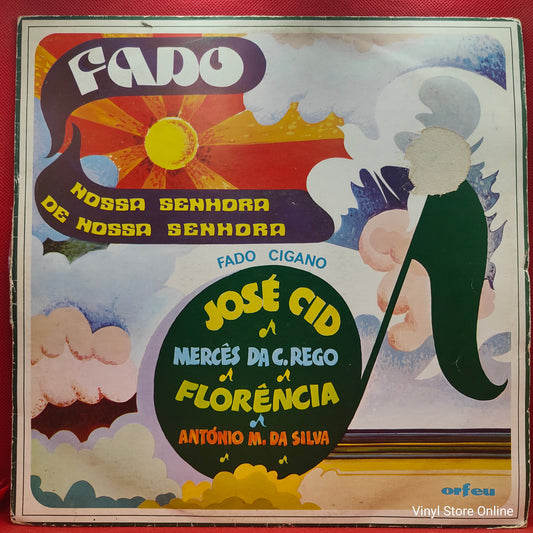 FADO
NOSSA SENHORA
DE NOSSA SENHORA
FADO CIGANO
JOSÉ CID
MERCÊS DA C. REGO
FLORÊNCIA
ANTÓNIO M. DA SILVA
orfeu
Vinyl Store Online